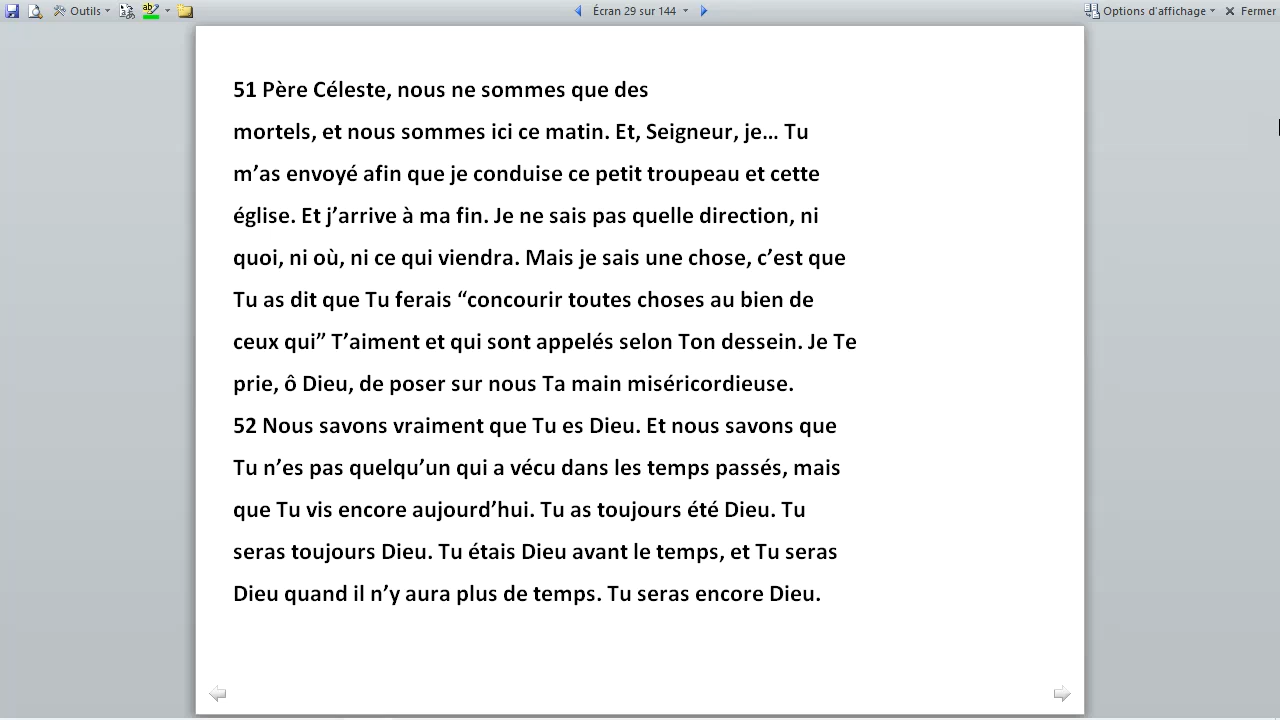 Outils
Écran 29 sur 144
Options d'affichage
Fermer
51 Père Céleste, nous ne sommes que des
mortels, et nous sommes ici ce matin. Et, Seigneur, je… Tu
m’as envoyé afin que je conduise ce petit troupeau et cette
église. Et j’arrive à ma fin. Je ne sais pas quelle direction, ni
quoi, ni où, ni ce qui viendra. Mais je sais une chose, c’est que
Tu as dit que Tu ferais “concourir toutes choses au bien de
ceux qui” T’aiment et qui sont appelés selon Ton dessein. Je Te
prie, ô Dieu, de poser sur nous Ta main miséricordieuse.
52 Nous savons vraiment que Tu es Dieu. Et nous savons que
Tu n’es pas quelqu’un qui a vécu dans les temps passés, mais
que Tu vis encore aujourd’hui. Tu as toujours été Dieu. Tu
seras toujours Dieu. Tu étais Dieu avant le temps, et Tu seras
Dieu quand il n’y aura plus de temps. Tu seras encore Dieu.